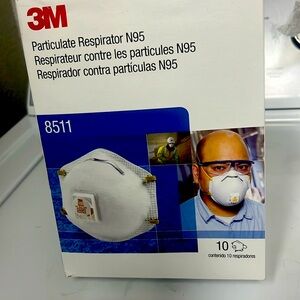 3M
Particulate Respirator N95
Respirateur contre les particules N95
Respirador contra partículas N95
8511
10
contenido 10 respiradores